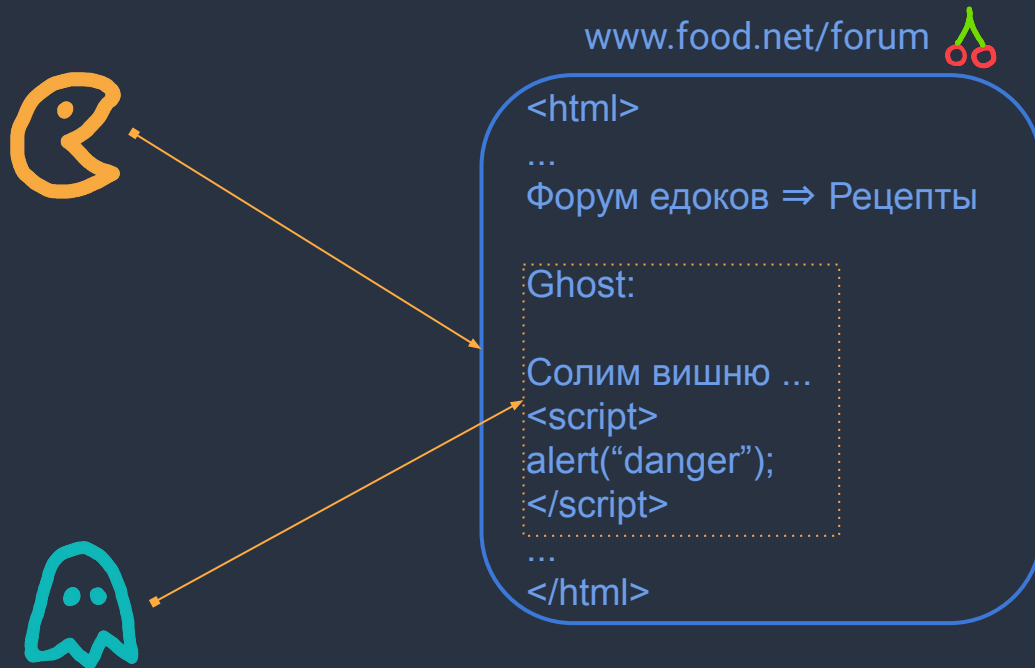 www.food.net/forum
<html>
...
Форум едоков ⇒ Рецепты
Ghost:
Солим вишню ...
<script>
alert(“danger”);
</script>
...
</html>